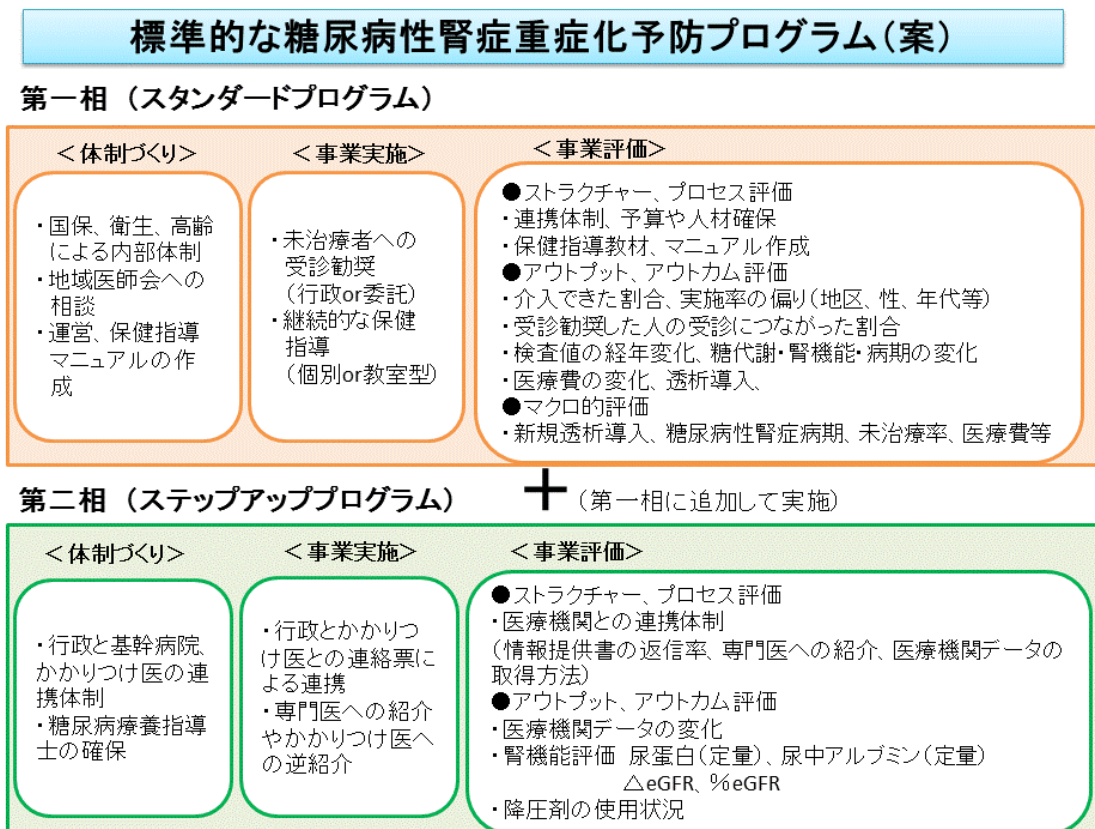 標準的な糖尿病性腎症重症化予防プログラム（案）
第一相 （スタンダードプログラム）
＜体制づくり＞
・国保、衛生、高齢
による内部体制
・地域医師会への
相談
・運営、保健指導
マニュアルの作
成
＜事業実施＞
・未治療者への
受診勧奨
（行政or委託）
・継続的な保健
指導
（個別or教室型）
＜事業評価＞
●ストラクチャー、プロセス評価
・連携体制、予算や人材確保
・保健指導教材、マニュアル作成
●アウトプット、アウトカム評価
・介入できた割合、実施率の偏り（地区、性、年代等）
・受診勧奨した人の受診につながった割合
・検査値の経年変化、糖代謝・腎機能・病期の変化
・医療費の変化、透析導入、
●マクロ的評価
・新規透析導入、糖尿病性腎症病期、未治療率、医療費等
第二相 （ステップアッププログラム）
＋（第一相に追加して実施）
＜体制づくり＞
・行政と基幹病院、
かかりつけ医の連
携体制
・糖尿病療養指導
士の確保
＜事業実施＞
・行政とかかりつ
け医との連絡票に
よる連携
・専門医への紹介
やかかりつけ医へ
の逆紹介
＜事業評価＞
●ストラクチャー、プロセス評価
・医療機関との連携体制
（情報提供書の返信率、専門医への紹介、医療機関データの
取得方法）
●アウトプット、アウトカム評価
・医療機関データの変化
・腎機能評価 尿蛋白（定量）、尿中アルブミン（定量）
△eGFR、％eGFR
・降圧剤の使用状況